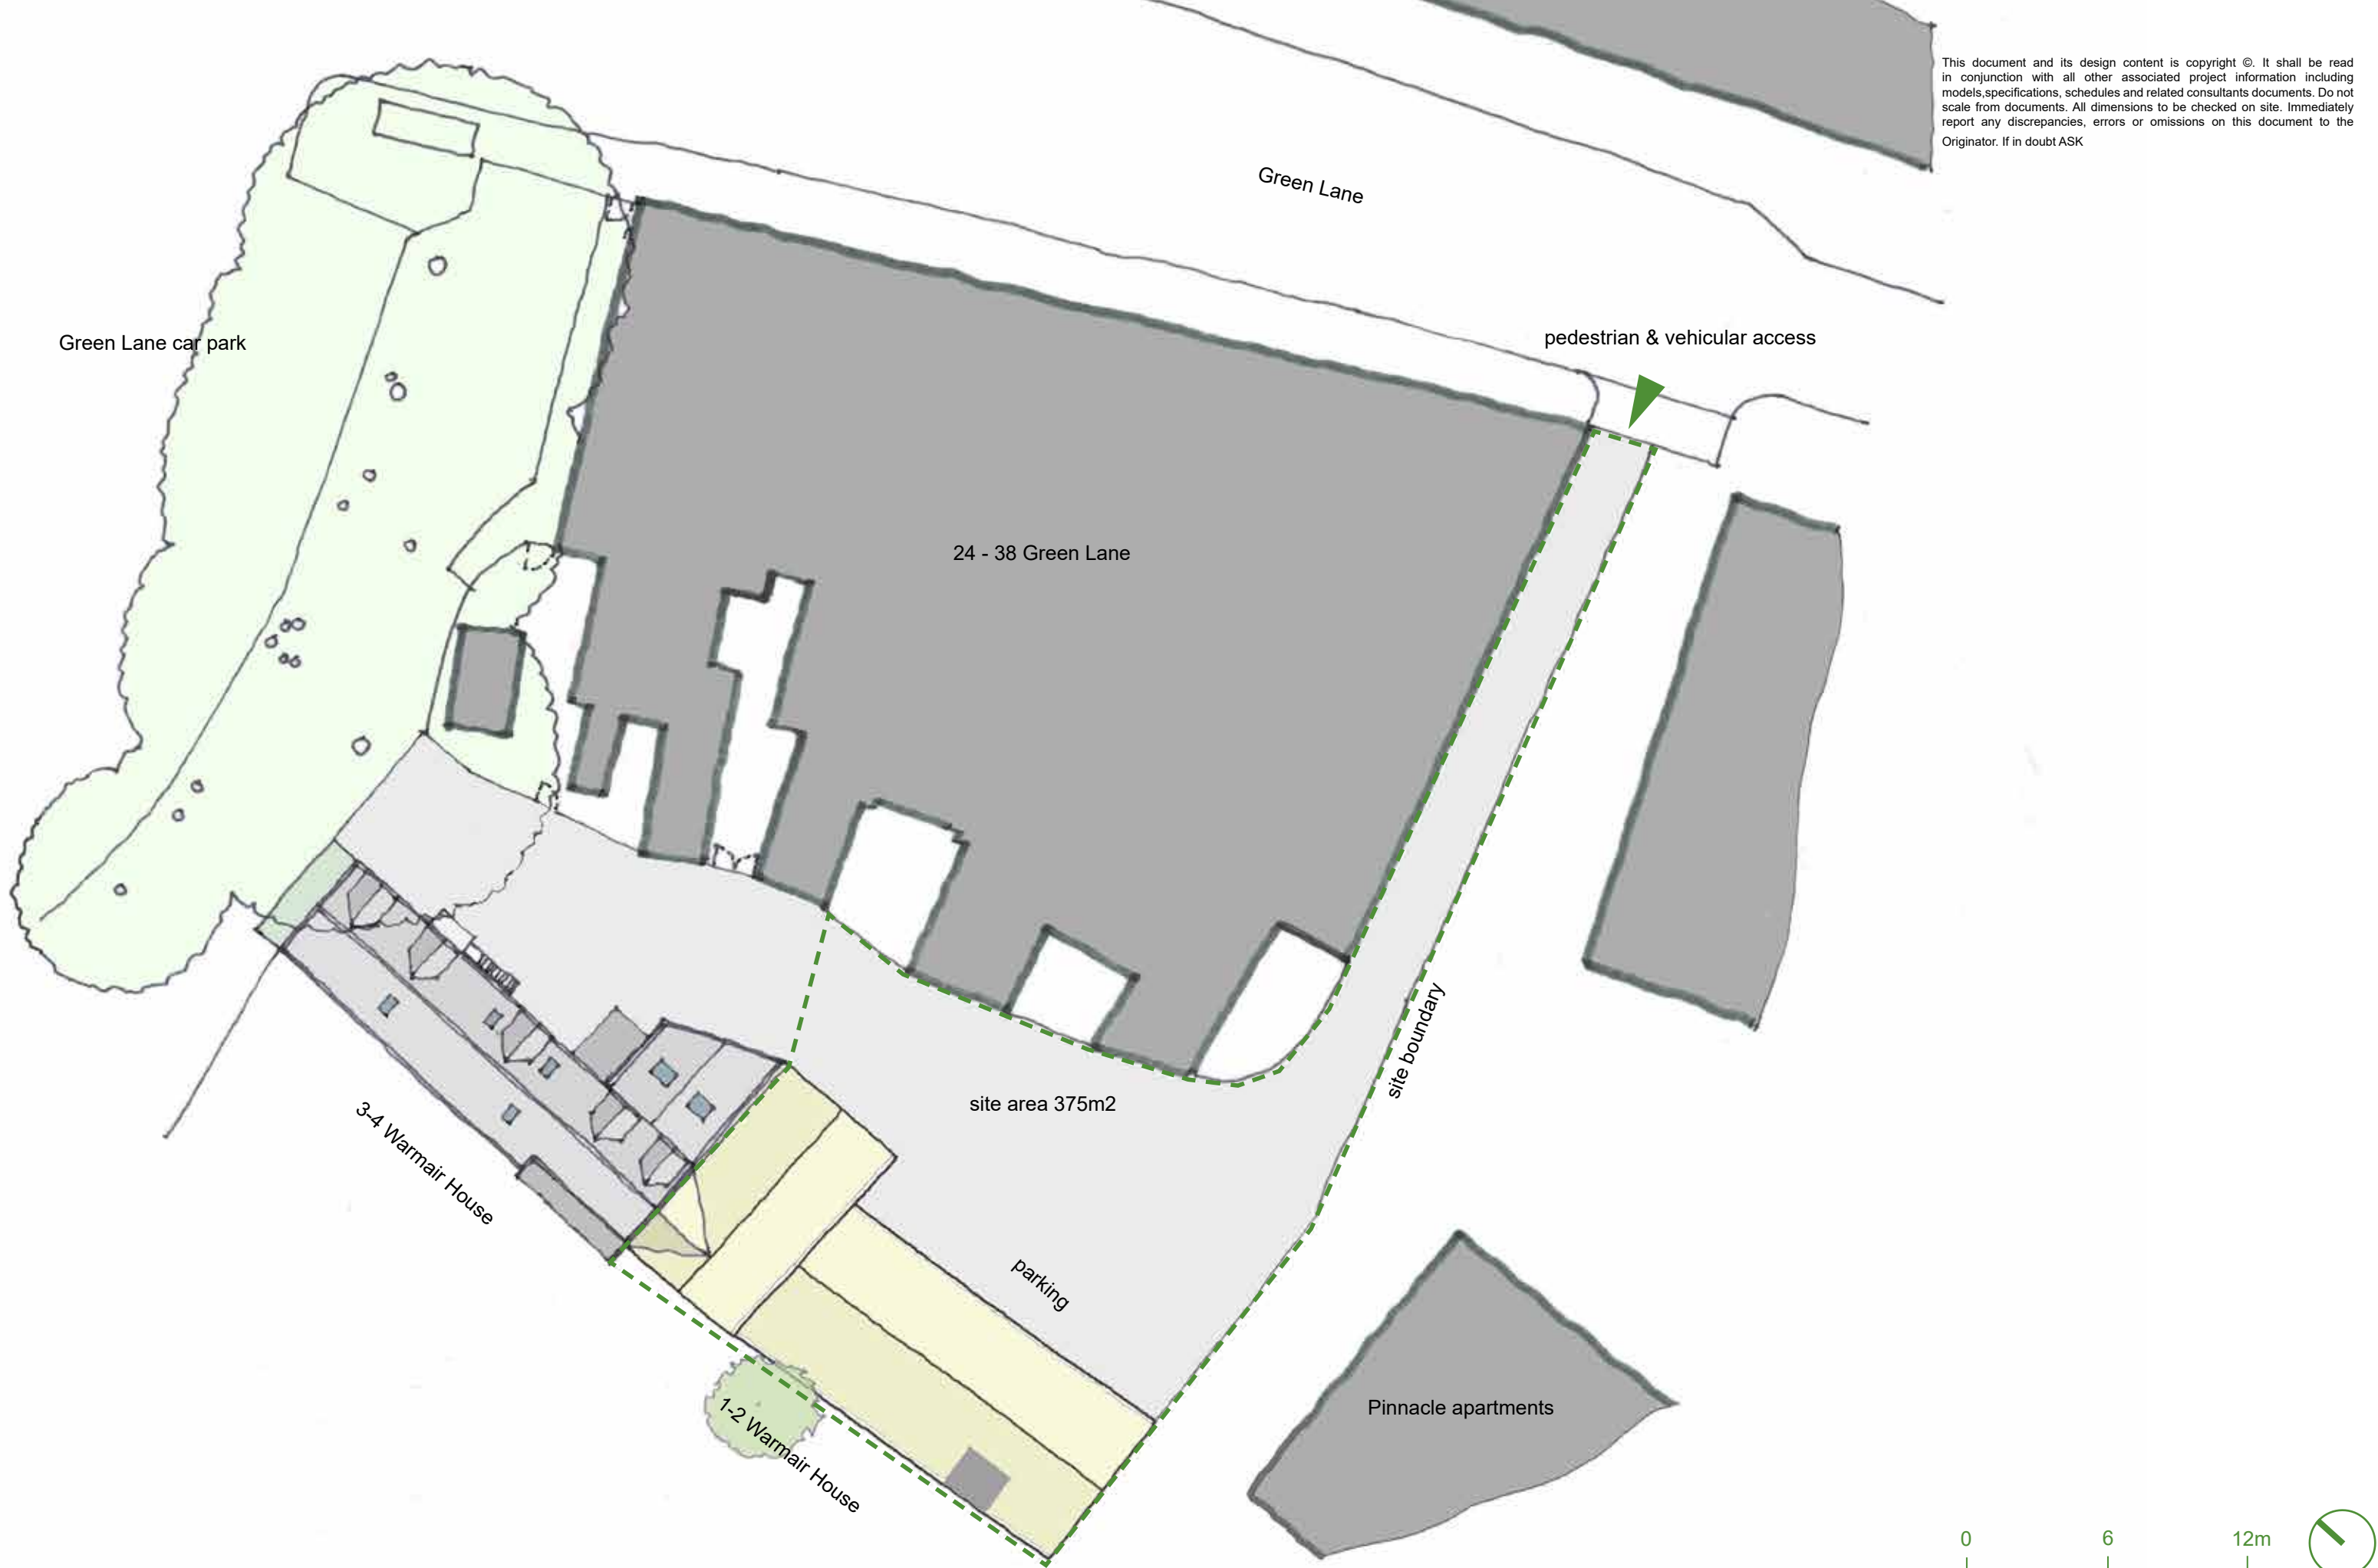 This document and its design content is copyright ©. It shall be read
in conjunction with all other associated project information including
models,specifications, schedules and related consultants documents. Do not
scale from documents. All dimensions to be checked on site. Immediately
report any discrepancies, errors or omissions on this document to the
Originator. If in doubt ASK
Green Lane
Green Lane car park
pedestrian & vehicular access
24 - 38 Green Lane
site boundary
site area 375m2
3-4 Warmair House
parking
1-2 Warmair House
Pinnacle apartments
0 6 12m